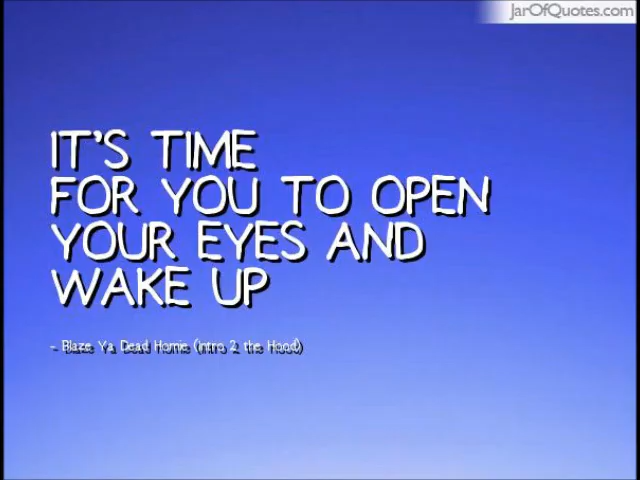 JarOfQuotes.com
IT'S TIME
FOR YOU TO OPEN
YOUR EYES AND
WAKE UP
- Blaze Ya Dead Homie (Intro 2 the Hood)